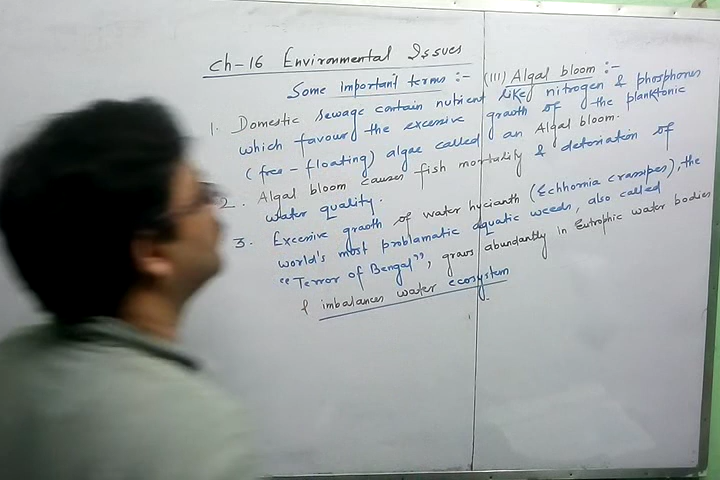 Ch-16 Environmental Issues
Some important terms :- (III) Algal bloom :-
1. Domestic sewage contain nutrient like nitrogen & phosphorus
which favour the excessive graoth of the planktonic
(free-floating) algae called an Algal bloom.
2. Algal bloom causes fish mortality & detoriation of
water quality.
3. Excessive graoth of water hycianth (Echhornia crassipes), the
world's most problamatic aquatic weeds, also called
"Terror of Bengal", grows abundantly in Eutrophic water bodies
& imbalances water ecosystem